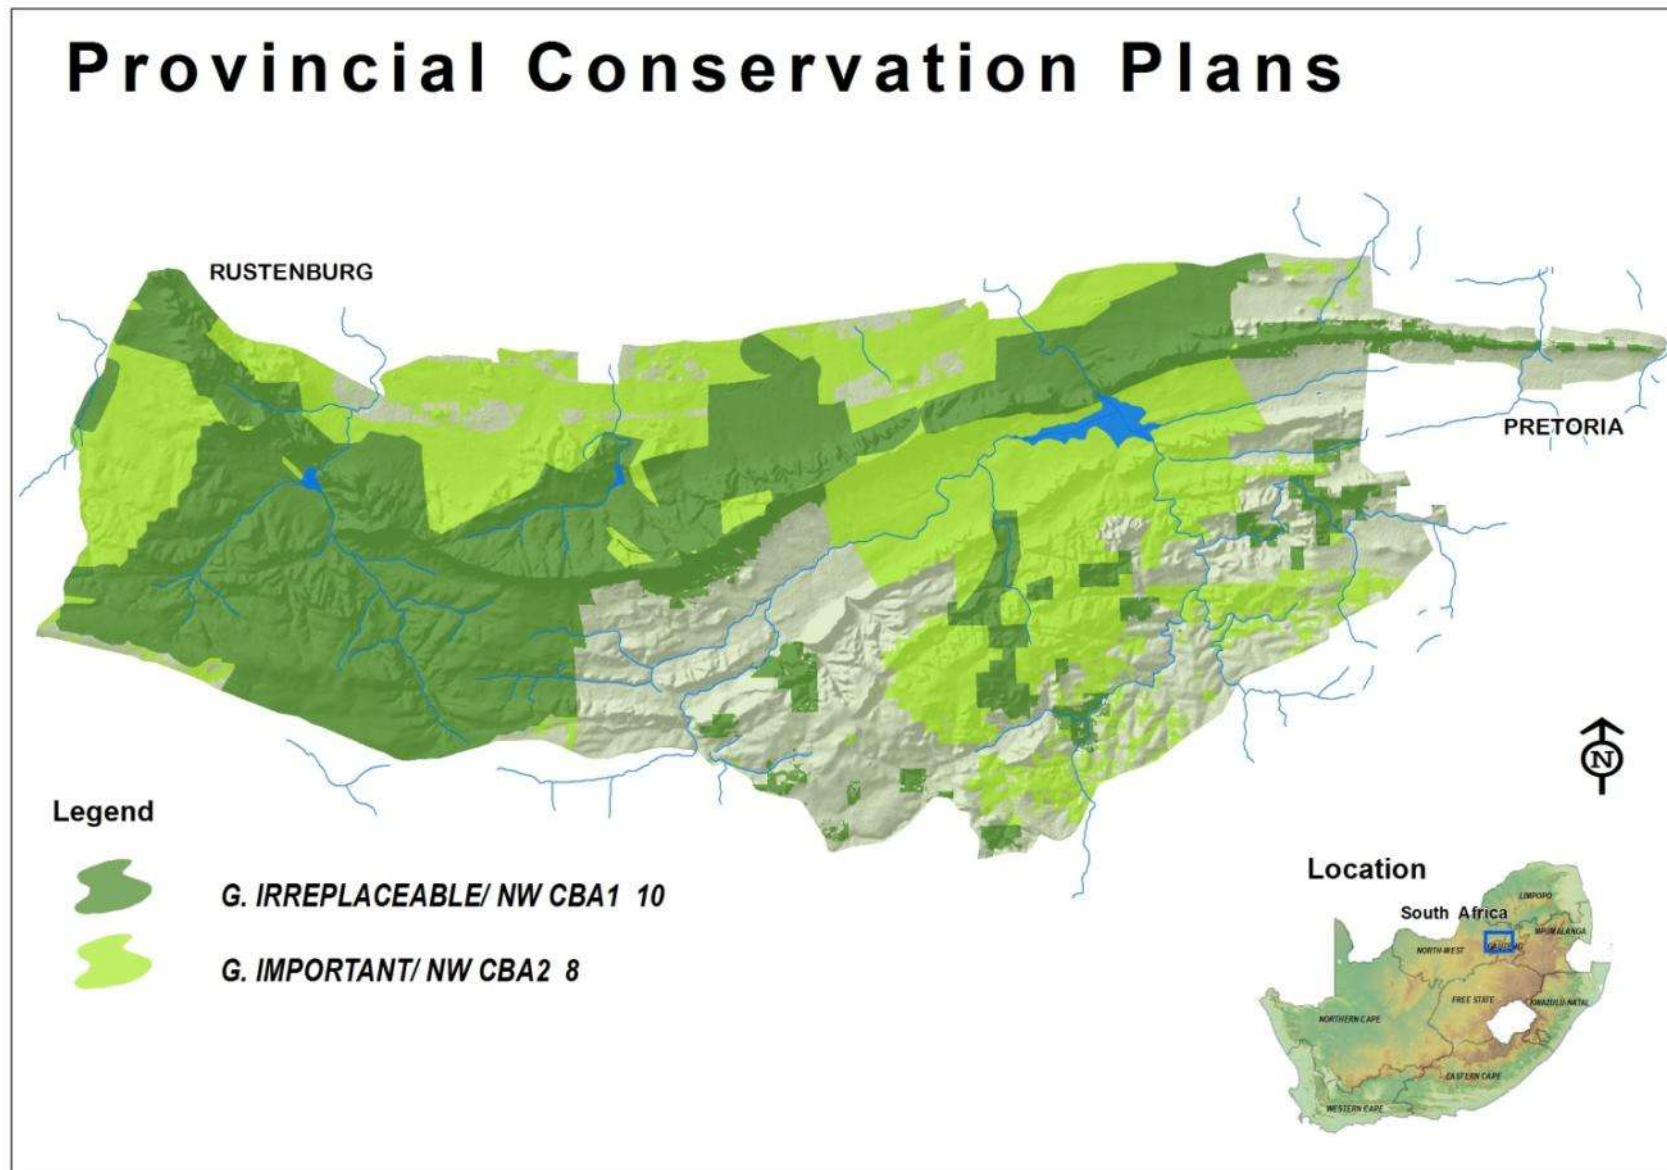 Provincial Conservation Plans
RUSTENBURG
PRETORIA
N
Legend
G. IRREPLACEABLE/ NW CBA1 10
G. IMPORTANT/ NW CBA2 8
Location
South Africa
LIMPOPO
MPUMALANGA
NORTH-WEST
GAUTENG
FREE STATE
KWAZULU-NATAL
NORTHERN CAPE
EASTERN CAPE
WESTERN CAPE